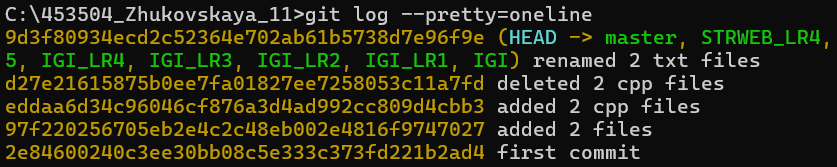 C:\453504_Zhukovskaya_11>git log --pretty=oneline
9d3f80934ecd2c52364e702ab61b5738d7e96f9e (HEAD -> master, STRWEB_LR4,
5, IGI_LR4, IGI_LR3, IGI_LR2, IGI_LR1, IGI) renamed 2 txt files
d27e21615875b0ee7fa01827ee7258053c11a7fd deleted 2 cpp files
eddaa6d34c96046cf876a3d4ad992cc809d4cbb3 added 2 cpp files
97f220256705eb2e4c2c48eb002e4816f9747027 added 2 files
2e84600240c3ee30bb08c5e333c373fd221b2ad4 first commit